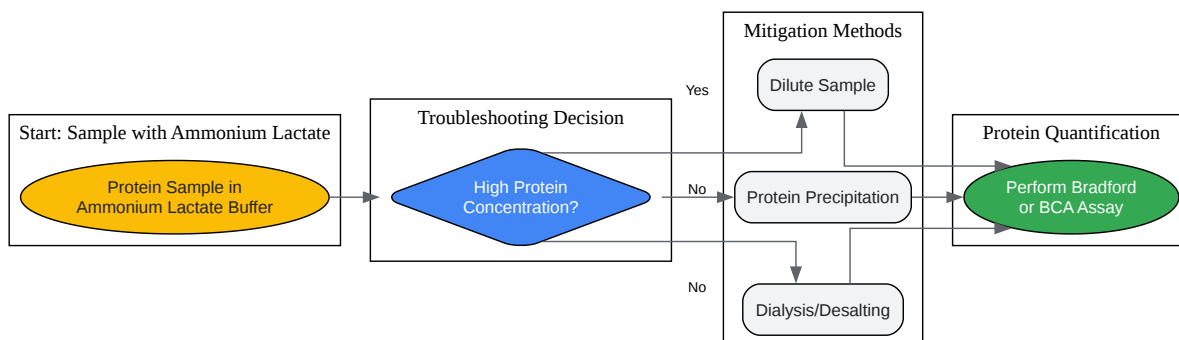 Start: Sample with Ammonium Lactate
Protein Sample in
Ammonium Lactate Buffer
Troubleshooting Decision
High Protein
Concentration?
Yes
No
No
Mitigation Methods
Dilute Sample
Protein Precipitation
Dialysis/Desalting
Protein Quantification
Perform Bradford
or BCA Assay